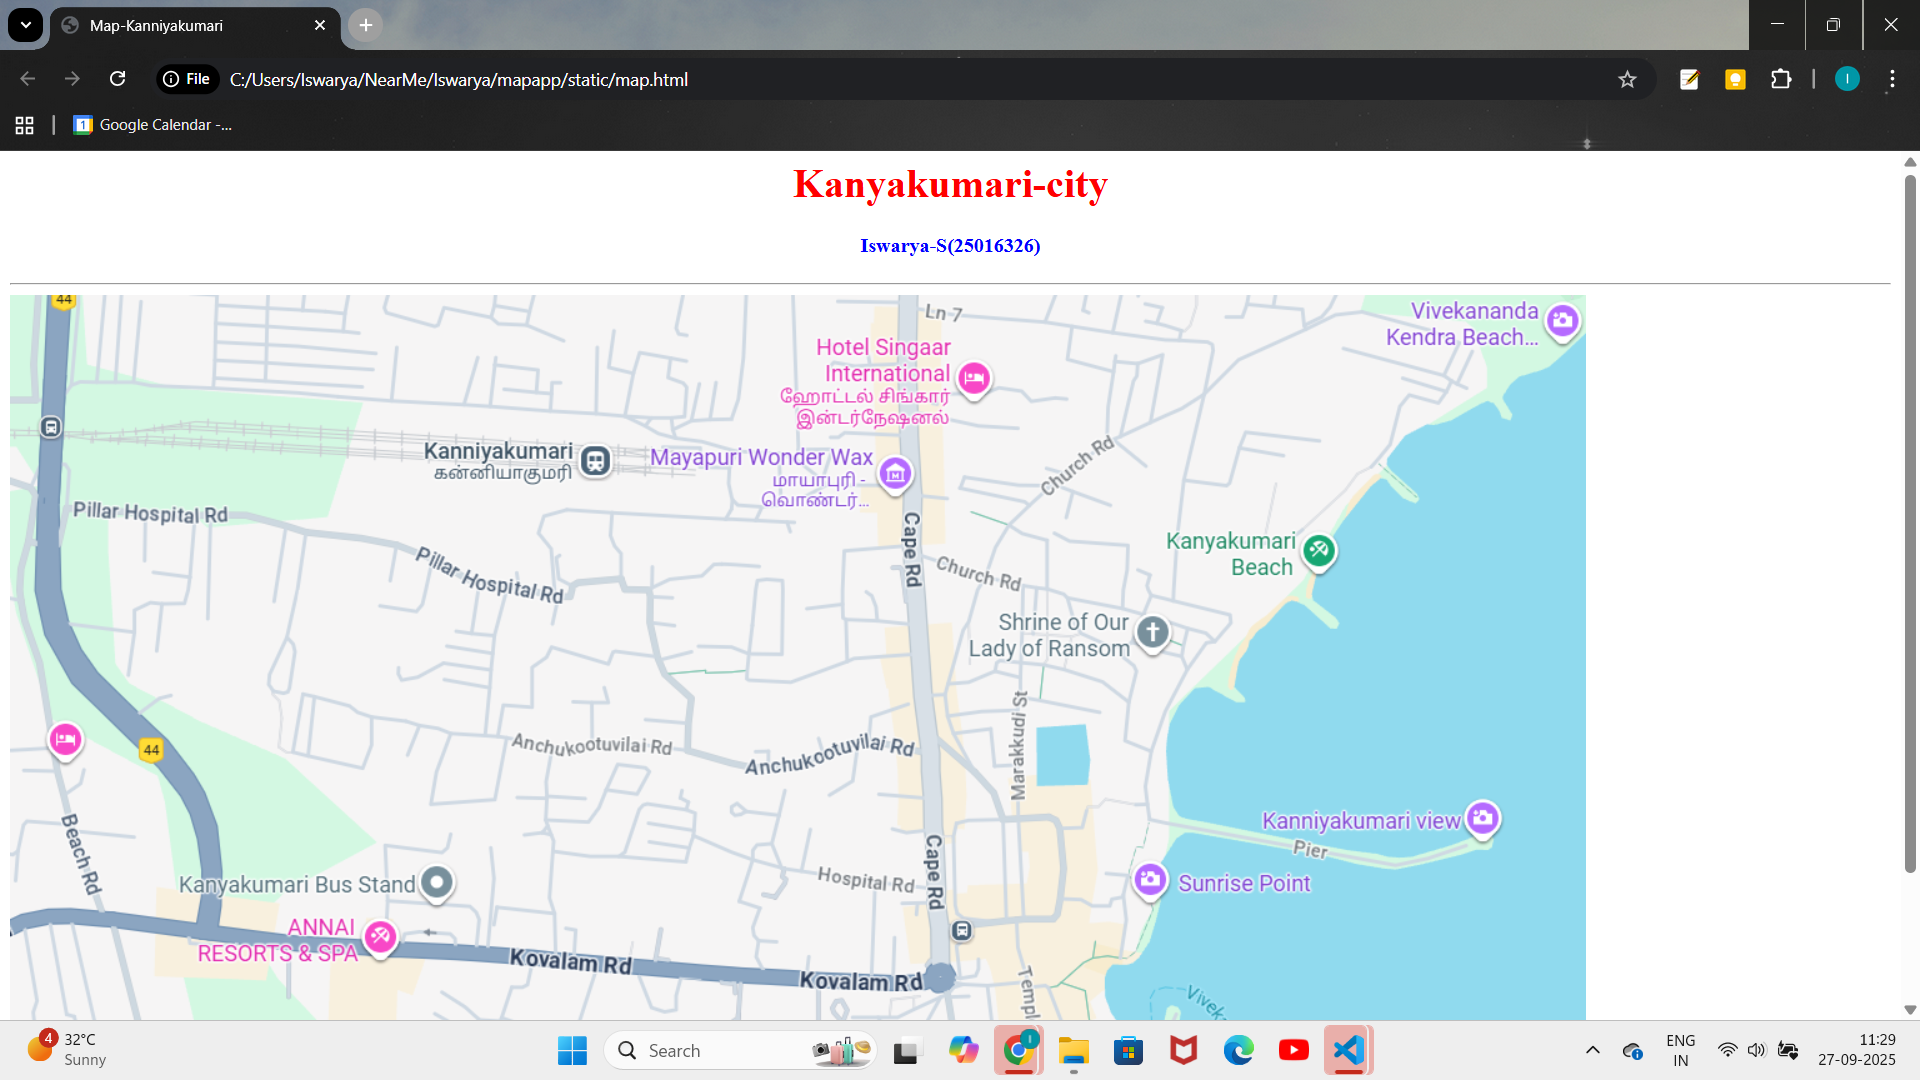 Map-Kanniyakumari
File
C:/Users/Iswarya/NearMe/Iswarya/mapapp/static/map.html
I
1
Google Calendar -...
Kanyakumari-city
Iswarya-S(25016326)
44
Ln 7
Vivekananda
Kendra Beach...
Hotel Singaar
International
ஹோட்டல் சிங்கார்
இன்டர்நேஷனல்
Church Rd
Kanniyakumari
கன்னியாகுமரி
Mayapuri Wonder Wax
மாயாபுரி -
வொண்டர்...
Pillar Hospital Rd
Cape Rd
Kanyakumari
Beach
Pillar Hospital Rd
Church Rd
Shrine of Our
Lady of Ransom
Marakkudi St
44
Anchukootuvilai Rd
Anchukootuvilai Rd
Kanniyakumari view
Pier
Beach Rd
Cape Rd
Kanyakumari Bus Stand
Hospital Rd
Sunrise Point
ANNAI
RESORTS & SPA
Kovalam Rd
Kovalam Rd
Templ
Vivek
4
32°C
Sunny
Search
I
ENG
IN
11:29
27-09-2025